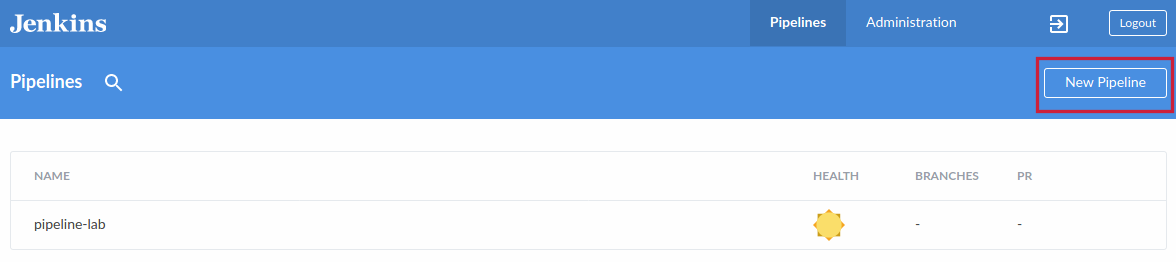 Jenkins Pipelines Administration Logout
Pipelines New Pipeline
NAME HEALTH BRANCHES PR
pipeline-lab - -